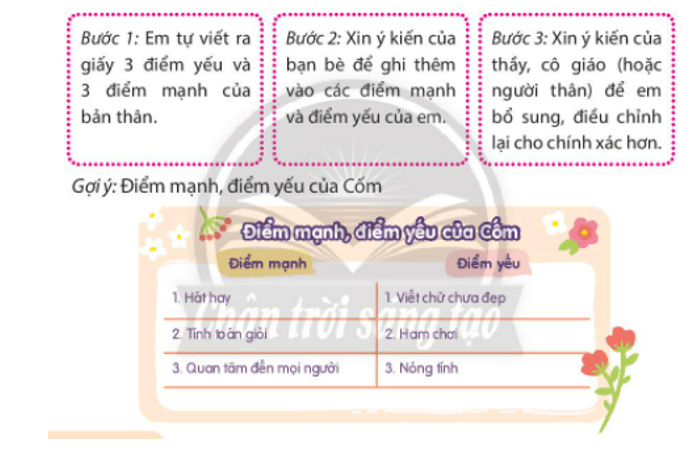 Bước 1: Em tự viết ra
giấy 3 điểm yếu và
3 điểm mạnh của
bản thân.
Bước 2: Xin ý kiến của
bạn bè để ghi thêm
vào các điểm mạnh
và điểm yếu của em.
Bước 3: Xin ý kiến của
thầy, cô giáo (hoặc
người thân) để em
bổ sung, điều chỉnh
lại cho chính xác hơn.
Gợi ý: Điểm mạnh, điểm yếu của Cốm
Điểm mạnh, điểm yếu của Cốm
Điểm mạnh
Điểm yếu
1. Hát hay
1. Viết chữ chưa đẹp
2. Tính toán giỏi
2. Ham chơi
3. Quan tâm đến mọi người
3. Nóng tính
Chân trời sáng tạo